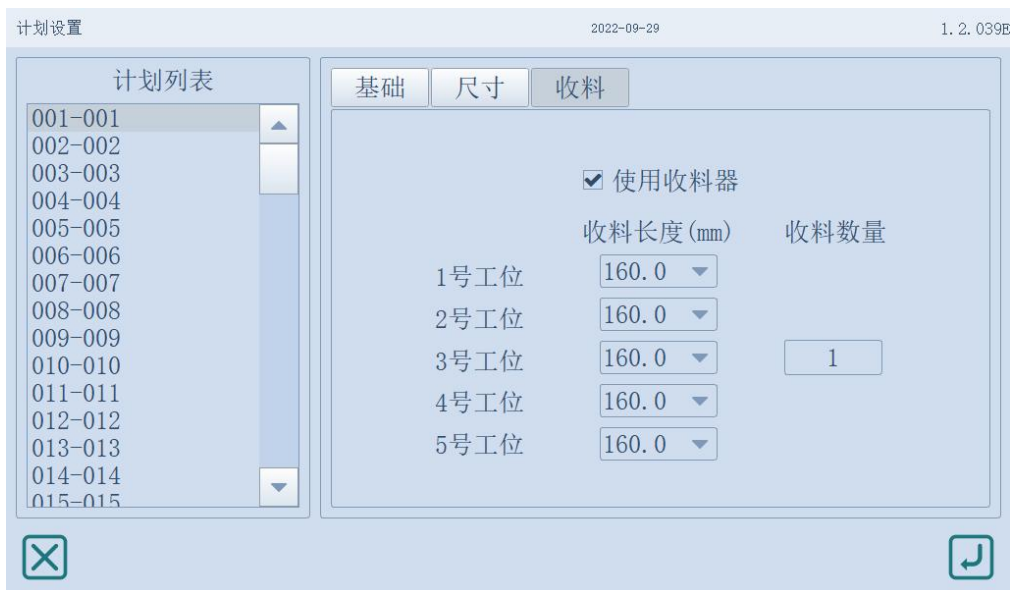 计划设置 2022-09-29 1.2.039E
计划列表
001-001
002-002
003-003
004-004
005-005
006-006
007-007
008-008
009-009
010-010
011-011
012-012
013-013
014-014
015-015
基础 尺寸 收料
使用收料器
收料长度(mm) 收料数量
1号工位 160.0
2号工位 160.0
3号工位 160.0 1
4号工位 160.0
5号工位 160.0